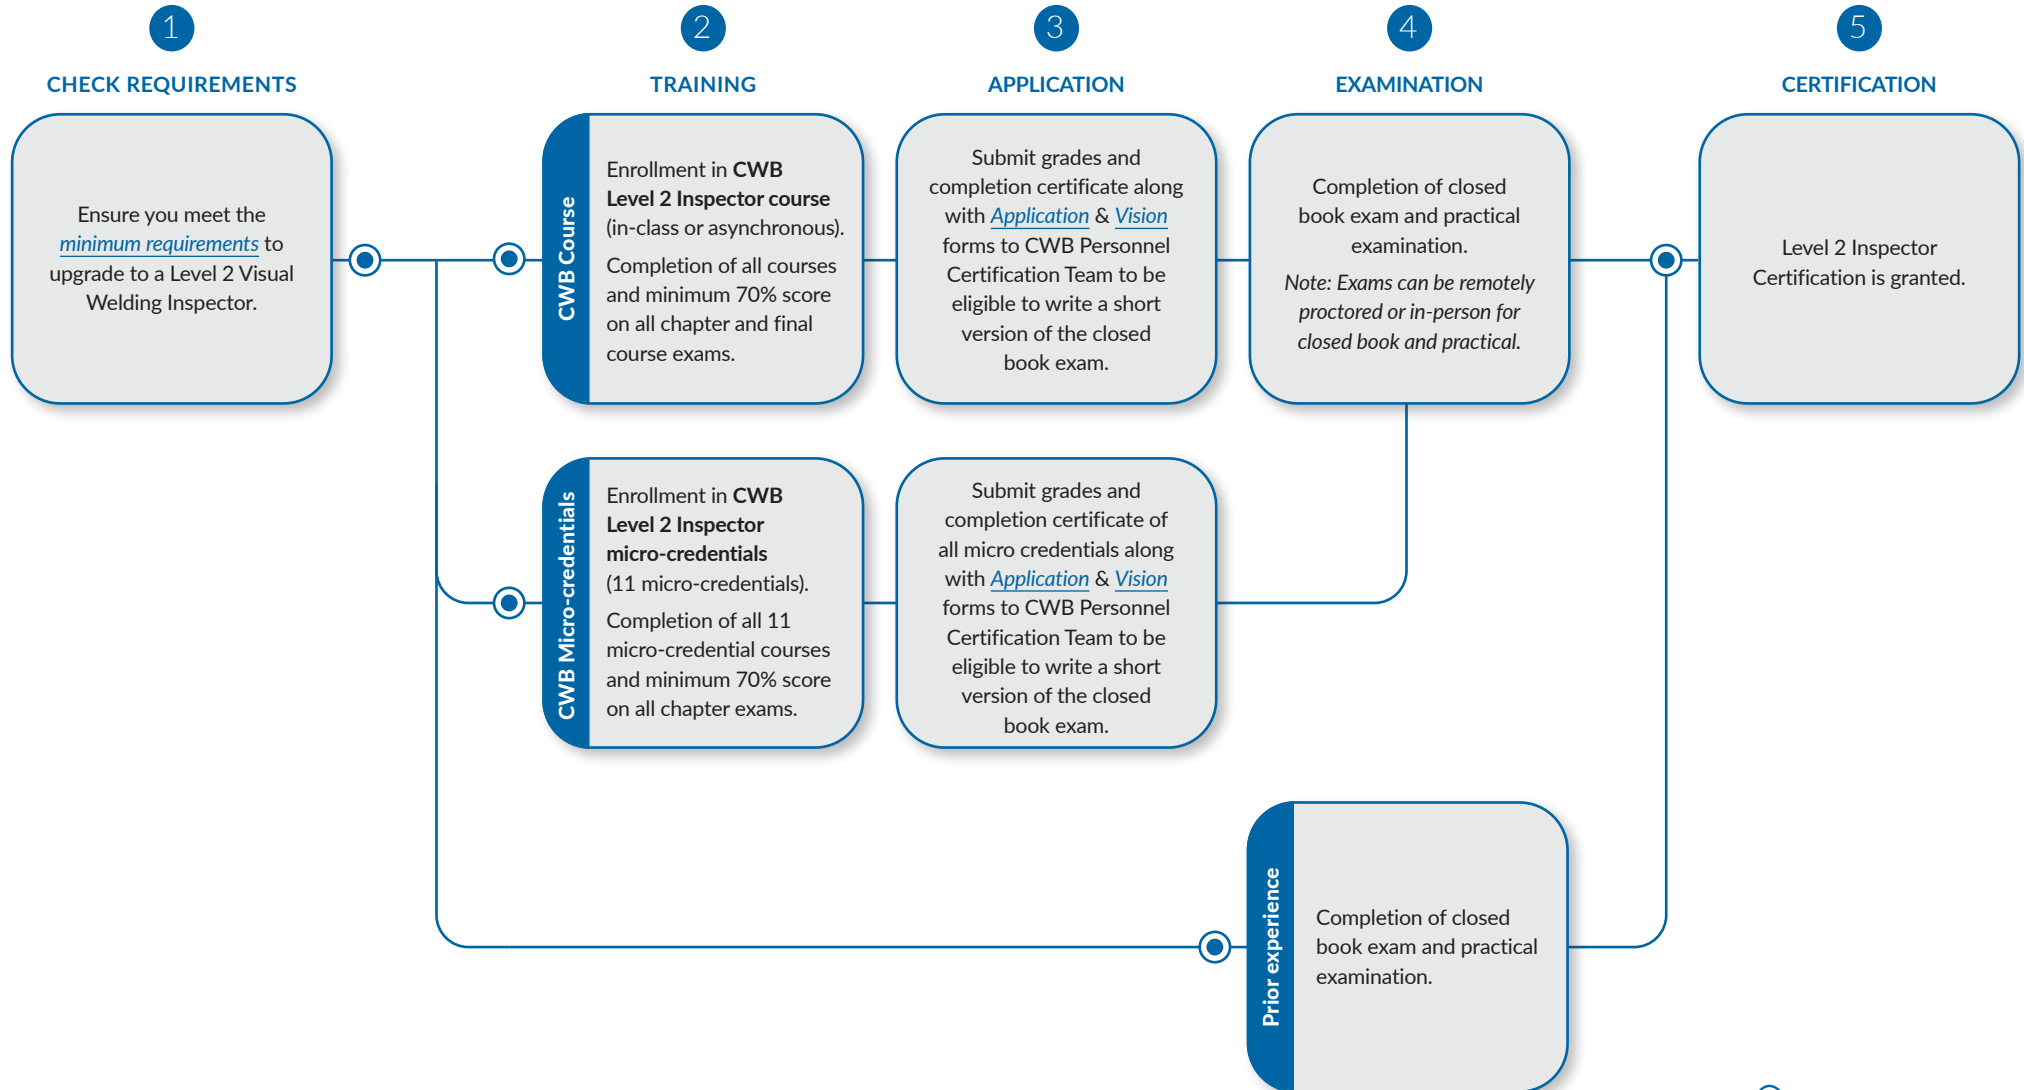 1
CHECK REQUIREMENTS
Ensure you meet the
minimum requirements to
upgrade to a Level 2 Visual
Welding Inspector.
2
TRAINING
CWB Course
Enrollment in CWB
Level 2 Inspector course
(in-class or asynchronous).
Completion of all courses
and minimum 70% score
on all chapter and final
course exams.
CWB Micro-credentials
Enrollment in CWB
Level 2 Inspector
micro-credentials
(11 micro-credentials).
Completion of all 11
micro-credential courses
and minimum 70% score
on all chapter exams.
3
APPLICATION
Submit grades and
completion certificate along
with Application & Vision
forms to CWB Personnel
Certification Team to be
eligible to write a short
version of the closed
book exam.
Submit grades and
completion certificate of
all micro credentials along
with Application & Vision
forms to CWB Personnel
Certification Team to be
eligible to write a short
version of the closed
book exam.
4
EXAMINATION
Completion of closed
book exam and practical
examination.
Note: Exams can be remotely
proctored or in-person for
closed book and practical.
Prior experience
Completion of closed
book exam and practical
examination.
5
CERTIFICATION
Level 2 Inspector
Certification is granted.